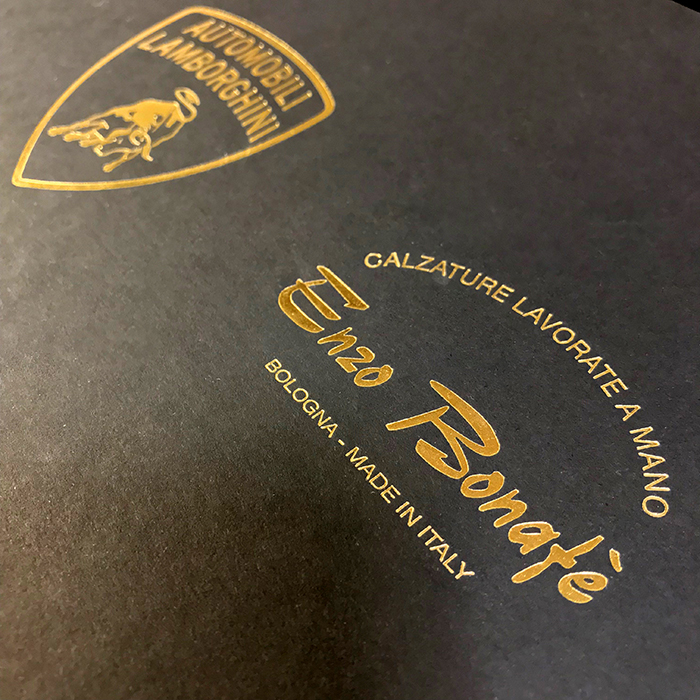 AUTOMOBILI
LAMBORGHINI
CALZATURE LAVORATE A MANO
Enzo Bonafè
BOLOGNA - MADE IN ITALY